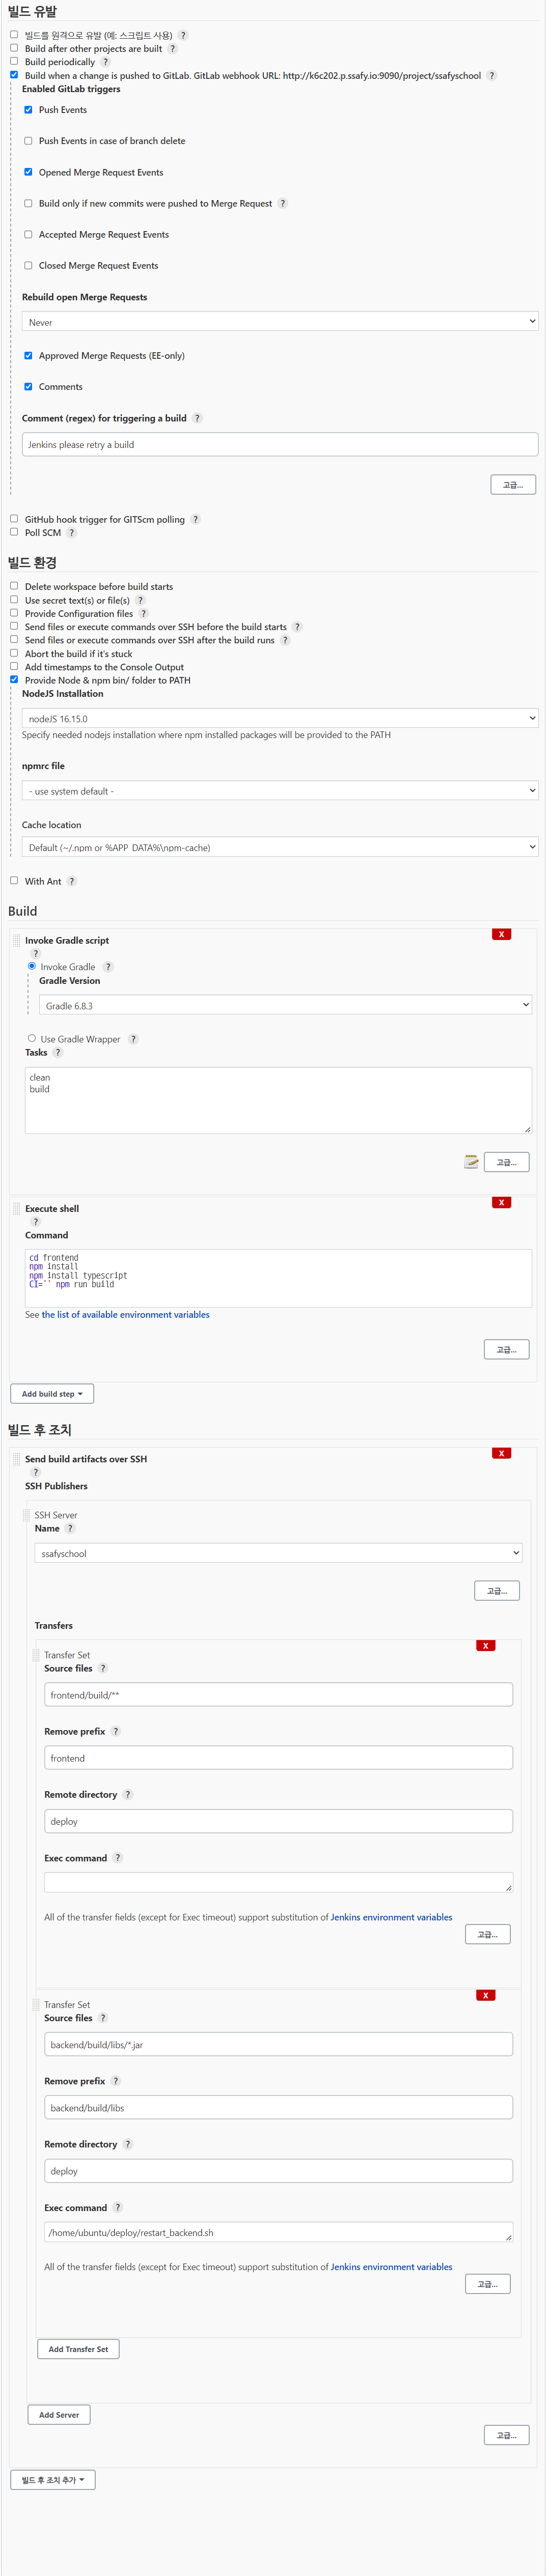 빌드 유발
빌드를 원격으로 유발 (예: 스크립트 사용) ?
Build after other projects are built ?
Build periodically ?
Build when a change is pushed to GitLab. GitLab webhook URL: http://k6c202.p.ssafy.io:9090/project/ssafyschool ?
Enabled GitLab triggers
Push Events
Push Events in case of branch delete
Opened Merge Request Events
Build only if new commits were pushed to Merge Request ?
Accepted Merge Request Events
Closed Merge Request Events
Rebuild open Merge Requests
Never
Approved Merge Requests (EE-only)
Comments
Comment (regex) for triggering a build ?
Jenkins please retry a build
고급...
GitHub hook trigger for GITScm polling ?
Poll SCM ?
빌드 환경
Delete workspace before build starts
Use secret text(s) or file(s) ?
Provide Configuration files ?
Send files or execute commands over SSH before the build starts ?
Send files or execute commands over SSH after the build runs ?
Abort the build if it's stuck
Add timestamps to the Console Output
Provide Node & npm bin/ folder to PATH
NodeJS Installation
nodeJS 16.15.0
Specify needed nodejs installation where npm installed packages will be provided to the PATH
npmrc file
- use system default -
Cache location
Default (~/.npm or %APP_DATA%\npm-cache)
With Ant ?
Build
X
Invoke Gradle script
?
Invoke Gradle ?
Gradle Version
Gradle 6.8.3
Use Gradle Wrapper ?
Tasks ?
clean
build
고급...
X
Execute shell
?
Command
cd frontend
npm install
npm install typescript
CI='' npm run build
See the list of available environment variables
고급...
Add build step
빌드 후 조치
X
Send build artifacts over SSH
?
SSH Publishers
SSH Server
Name ?
ssafyschool
고급...
Transfers
X
Transfer Set
Source files ?
frontend/build/**
Remove prefix ?
frontend
Remote directory ?
deploy
Exec command ?
All of the transfer fields (except for Exec timeout) support substitution of Jenkins environment variables
고급...
X
Transfer Set
Source files ?
backend/build/libs/*.jar
Remove prefix ?
backend/build/libs
Remote directory ?
deploy
Exec command ?
/home/ubuntu/deploy/restart_backend.sh
All of the transfer fields (except for Exec timeout) support substitution of Jenkins environment variables
고급...
Add Transfer Set
Add Server
고급...
빌드 후 조치 추가